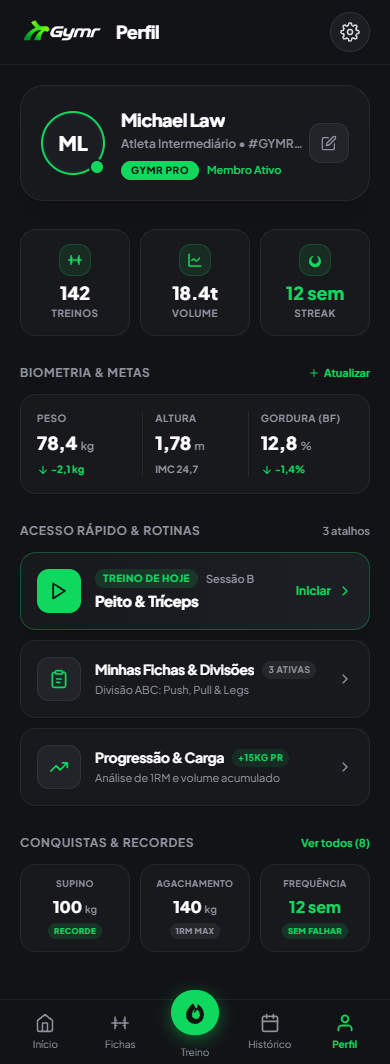 Gymr Perfil
Michael Law
ML
Atleta Intermediário • #GYMR...
GYMR PRO Membro Ativo
142 18.4t 12 sem
TREINOS VOLUME STREAK
BIOMETRIA & METAS + Atualizar
PESO ALTURA GORDURA (BF)
78,4 kg 1,78 m 12,8 %
↓ -2,1 kg IMC 24,7 ↓ -1,4%
ACESSO RÁPIDO & ROTINAS 3 atalhos
TREINO DE HOJE Sessão B
Peito & Tríceps
Iniciar
Minhas Fichas & Divisões 3 ATIVAS
Divisão ABC: Push, Pull & Legs
Progressão & Carga +15KG PR
Análise de 1RM e volume acumulado
CONQUISTAS & RECORDES Ver todos (8)
SUPINO AGACHAMENTO FREQUÊNCIA
100 kg 140 kg 12 sem
RECORDE 1RM MAX SEM FALHAR
Início Fichas Treino Histórico Perfil